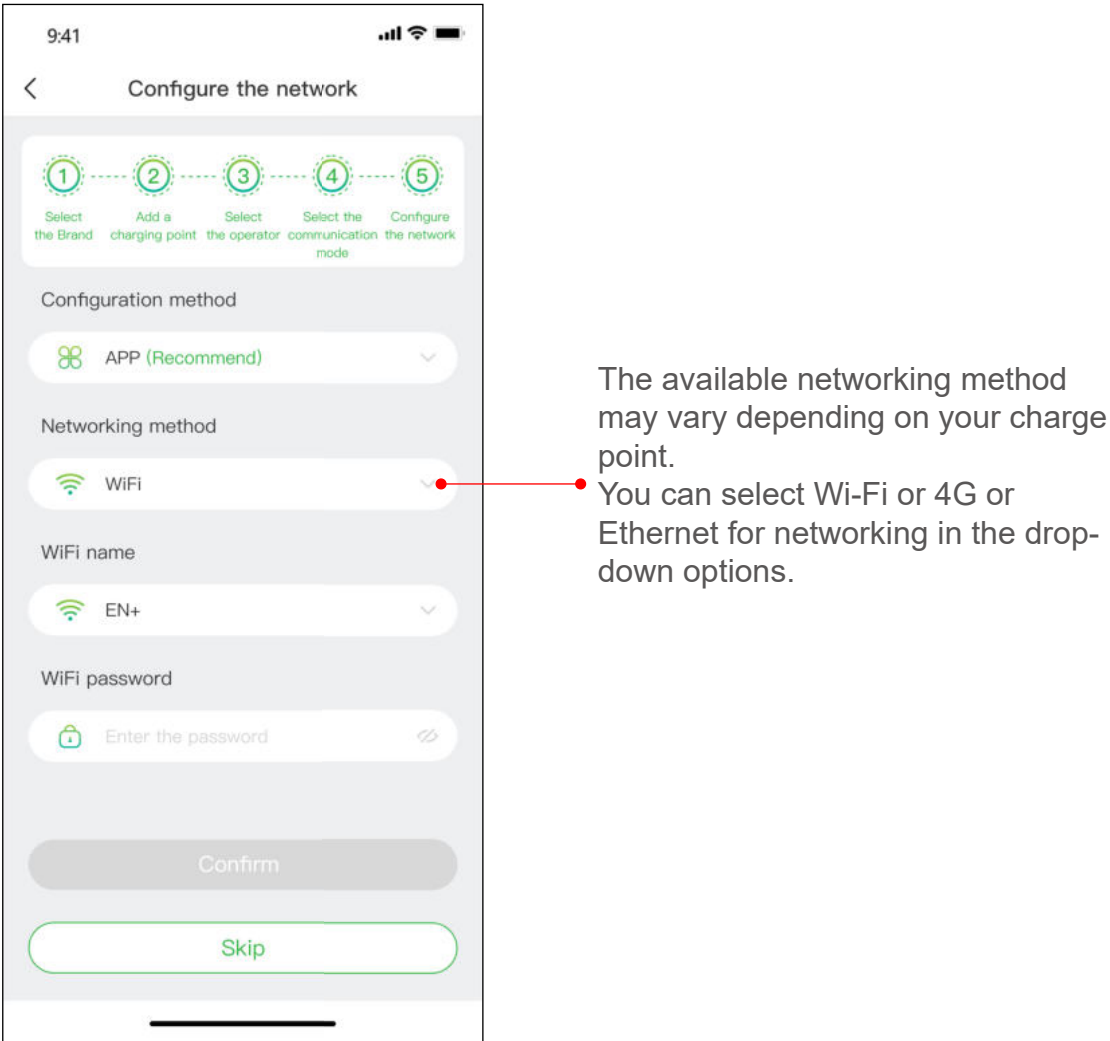 9:41
Configure the network
1 2 3 4 5
Select Add a Select Select the Configure
the Brand charging point the operator communication the network
mode
Configuration method
APP (Recommend)
Networking method
WiFi
WiFi name
EN+
WiFi password
Enter the password
Confirm
Skip
The available networking method
may vary depending on your charge
point.
You can select Wi-Fi or 4G or
Ethernet for networking in the drop-
down options.